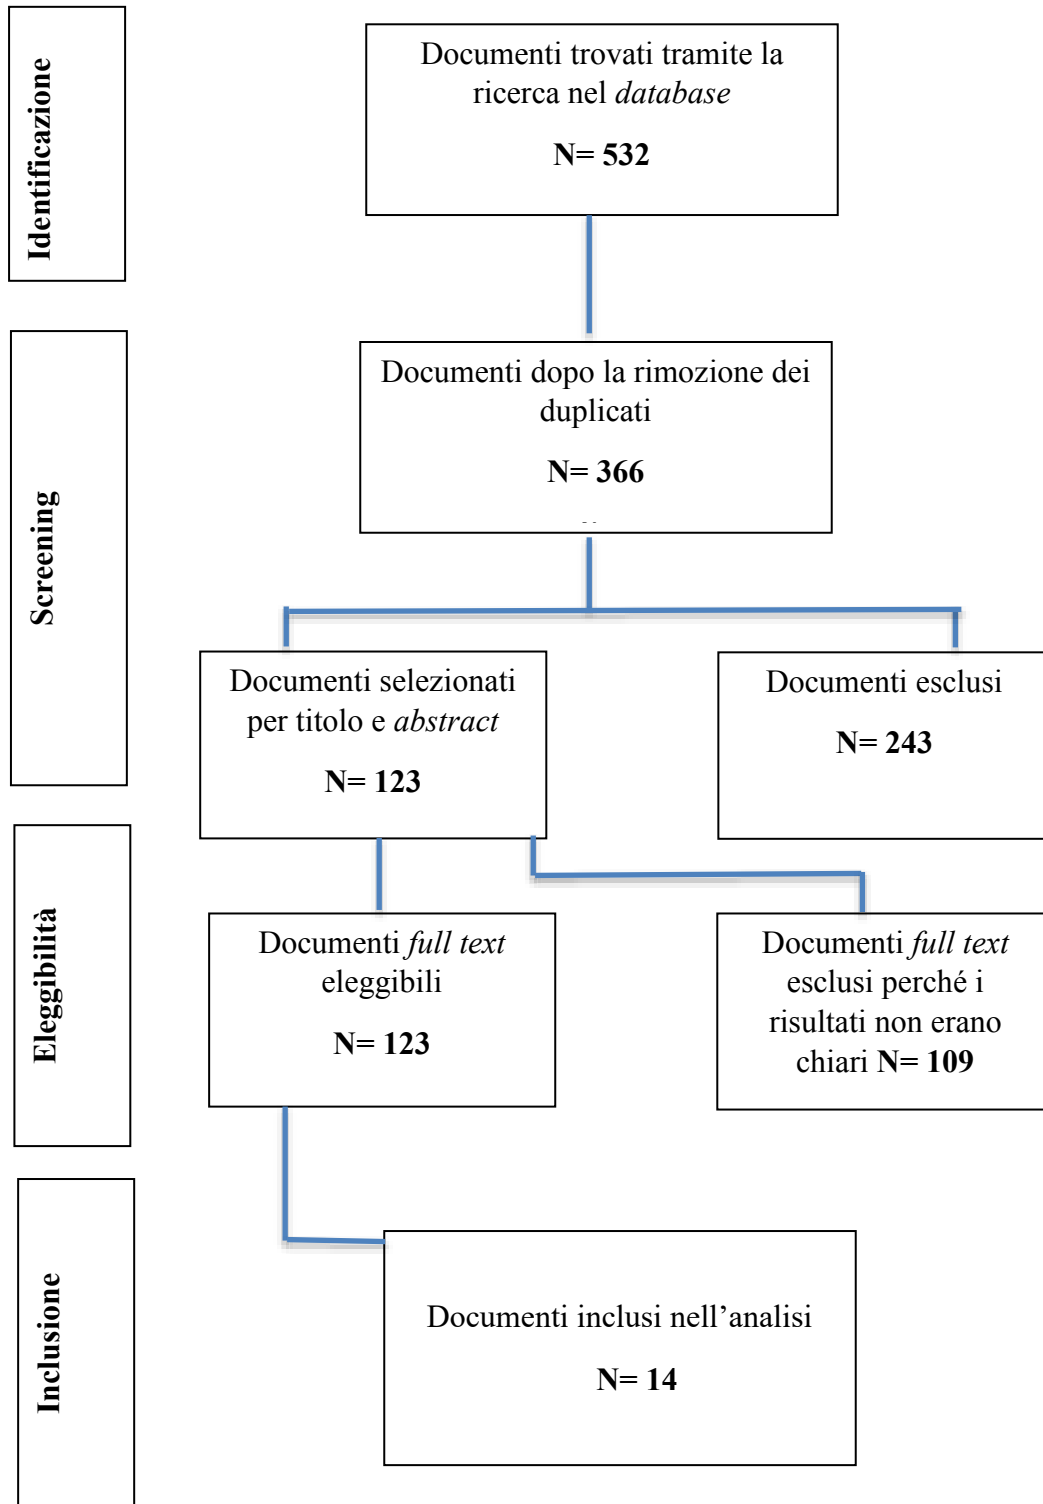 Identificazione
Documenti trovati tramite la
ricerca nel database
N= 532
Screening
Documenti dopo la rimozione dei
duplicati
N= 366
Documenti selezionati
per titolo e abstract
N= 123
Documenti esclusi
N= 243
Eleggibilità
Documenti full text
eleggibili
N= 123
Documenti full text
esclusi perché i
risultati non erano
chiari N= 109
Inclusione
Documenti inclusi nell’analisi
N= 14